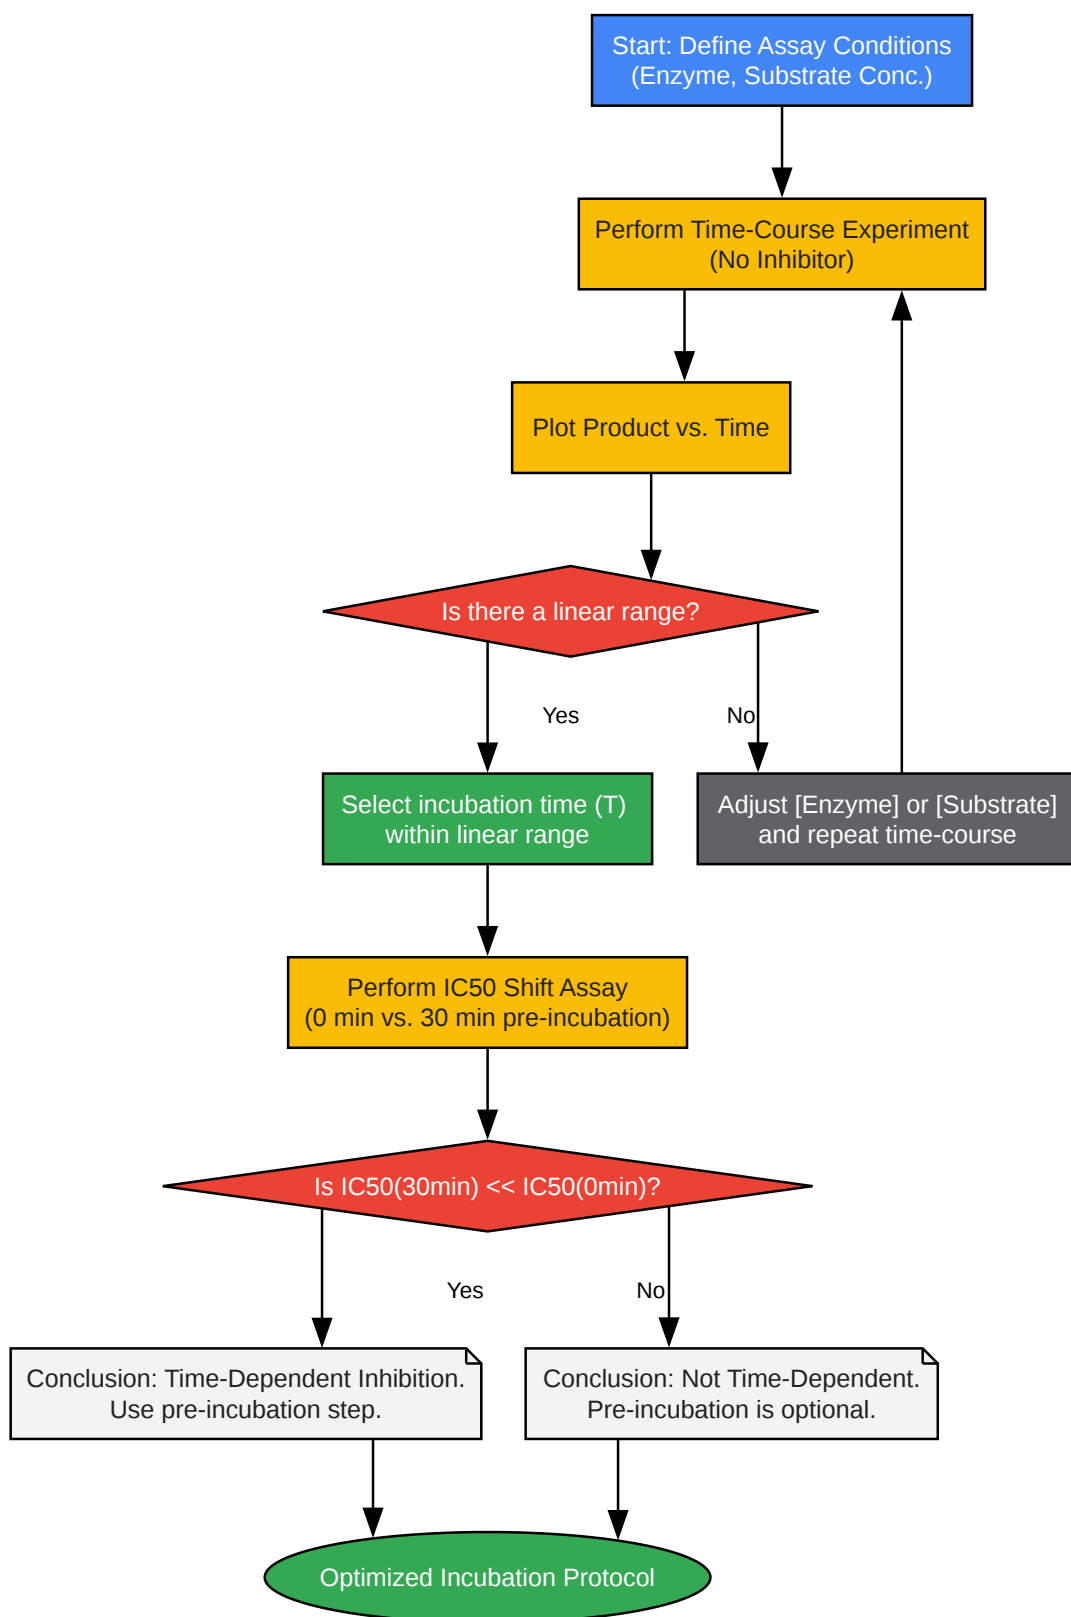 Start: Define Assay Conditions
(Enzyme, Substrate Conc.)
Perform Time-Course Experiment
(No Inhibitor)
Plot Product vs. Time
Is there a linear range?
Yes
No
Select incubation time (T)
within linear range
Adjust [Enzyme] or [Substrate]
and repeat time-course
Perform IC50 Shift Assay
(0 min vs. 30 min pre-incubation)
Is IC50(30min) << IC50(0min)?
Yes
No
Conclusion: Time-Dependent Inhibition.
Use pre-incubation step.
Conclusion: Not Time-Dependent.
Pre-incubation is optional.
Optimized Incubation Protocol